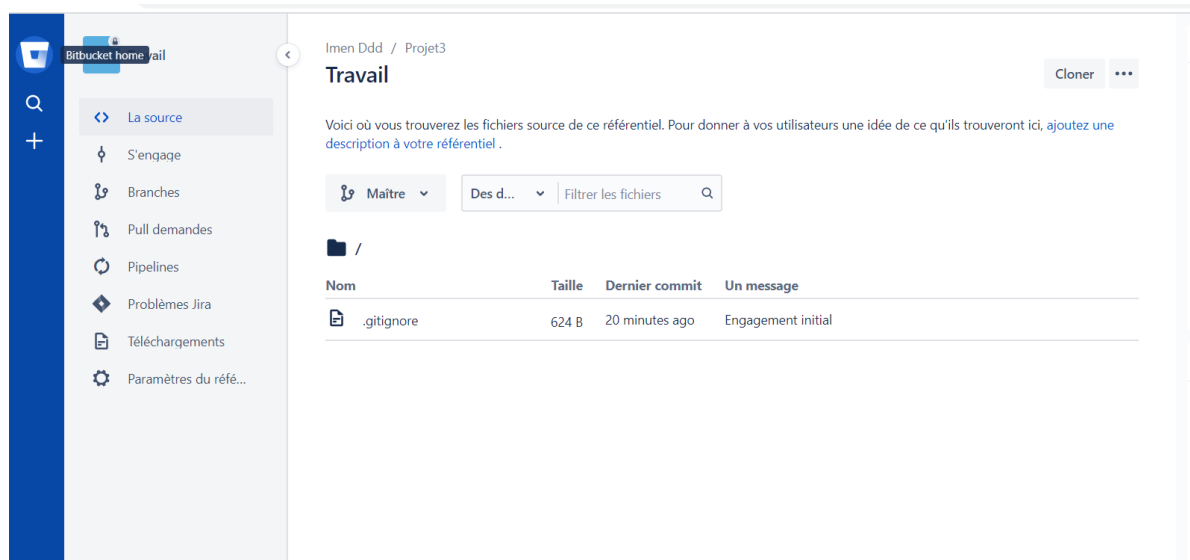 Bitbucket home
vail
Imen Ddd / Projet3
Travail
Cloner
La source
S'engage
Branches
Pull demandes
Pipelines
Problèmes Jira
Téléchargements
Paramètres du réfé...
Voici où vous trouverez les fichiers source de ce référentiel. Pour donner à vos utilisateurs une idée de ce qu'ils trouveront ici, ajoutez une
description à votre référentiel .
Maître
Des d...
Filtrer les fichiers
/
Nom Taille Dernier commit Un message
.gitignore 624 B 20 minutes ago Engagement initial